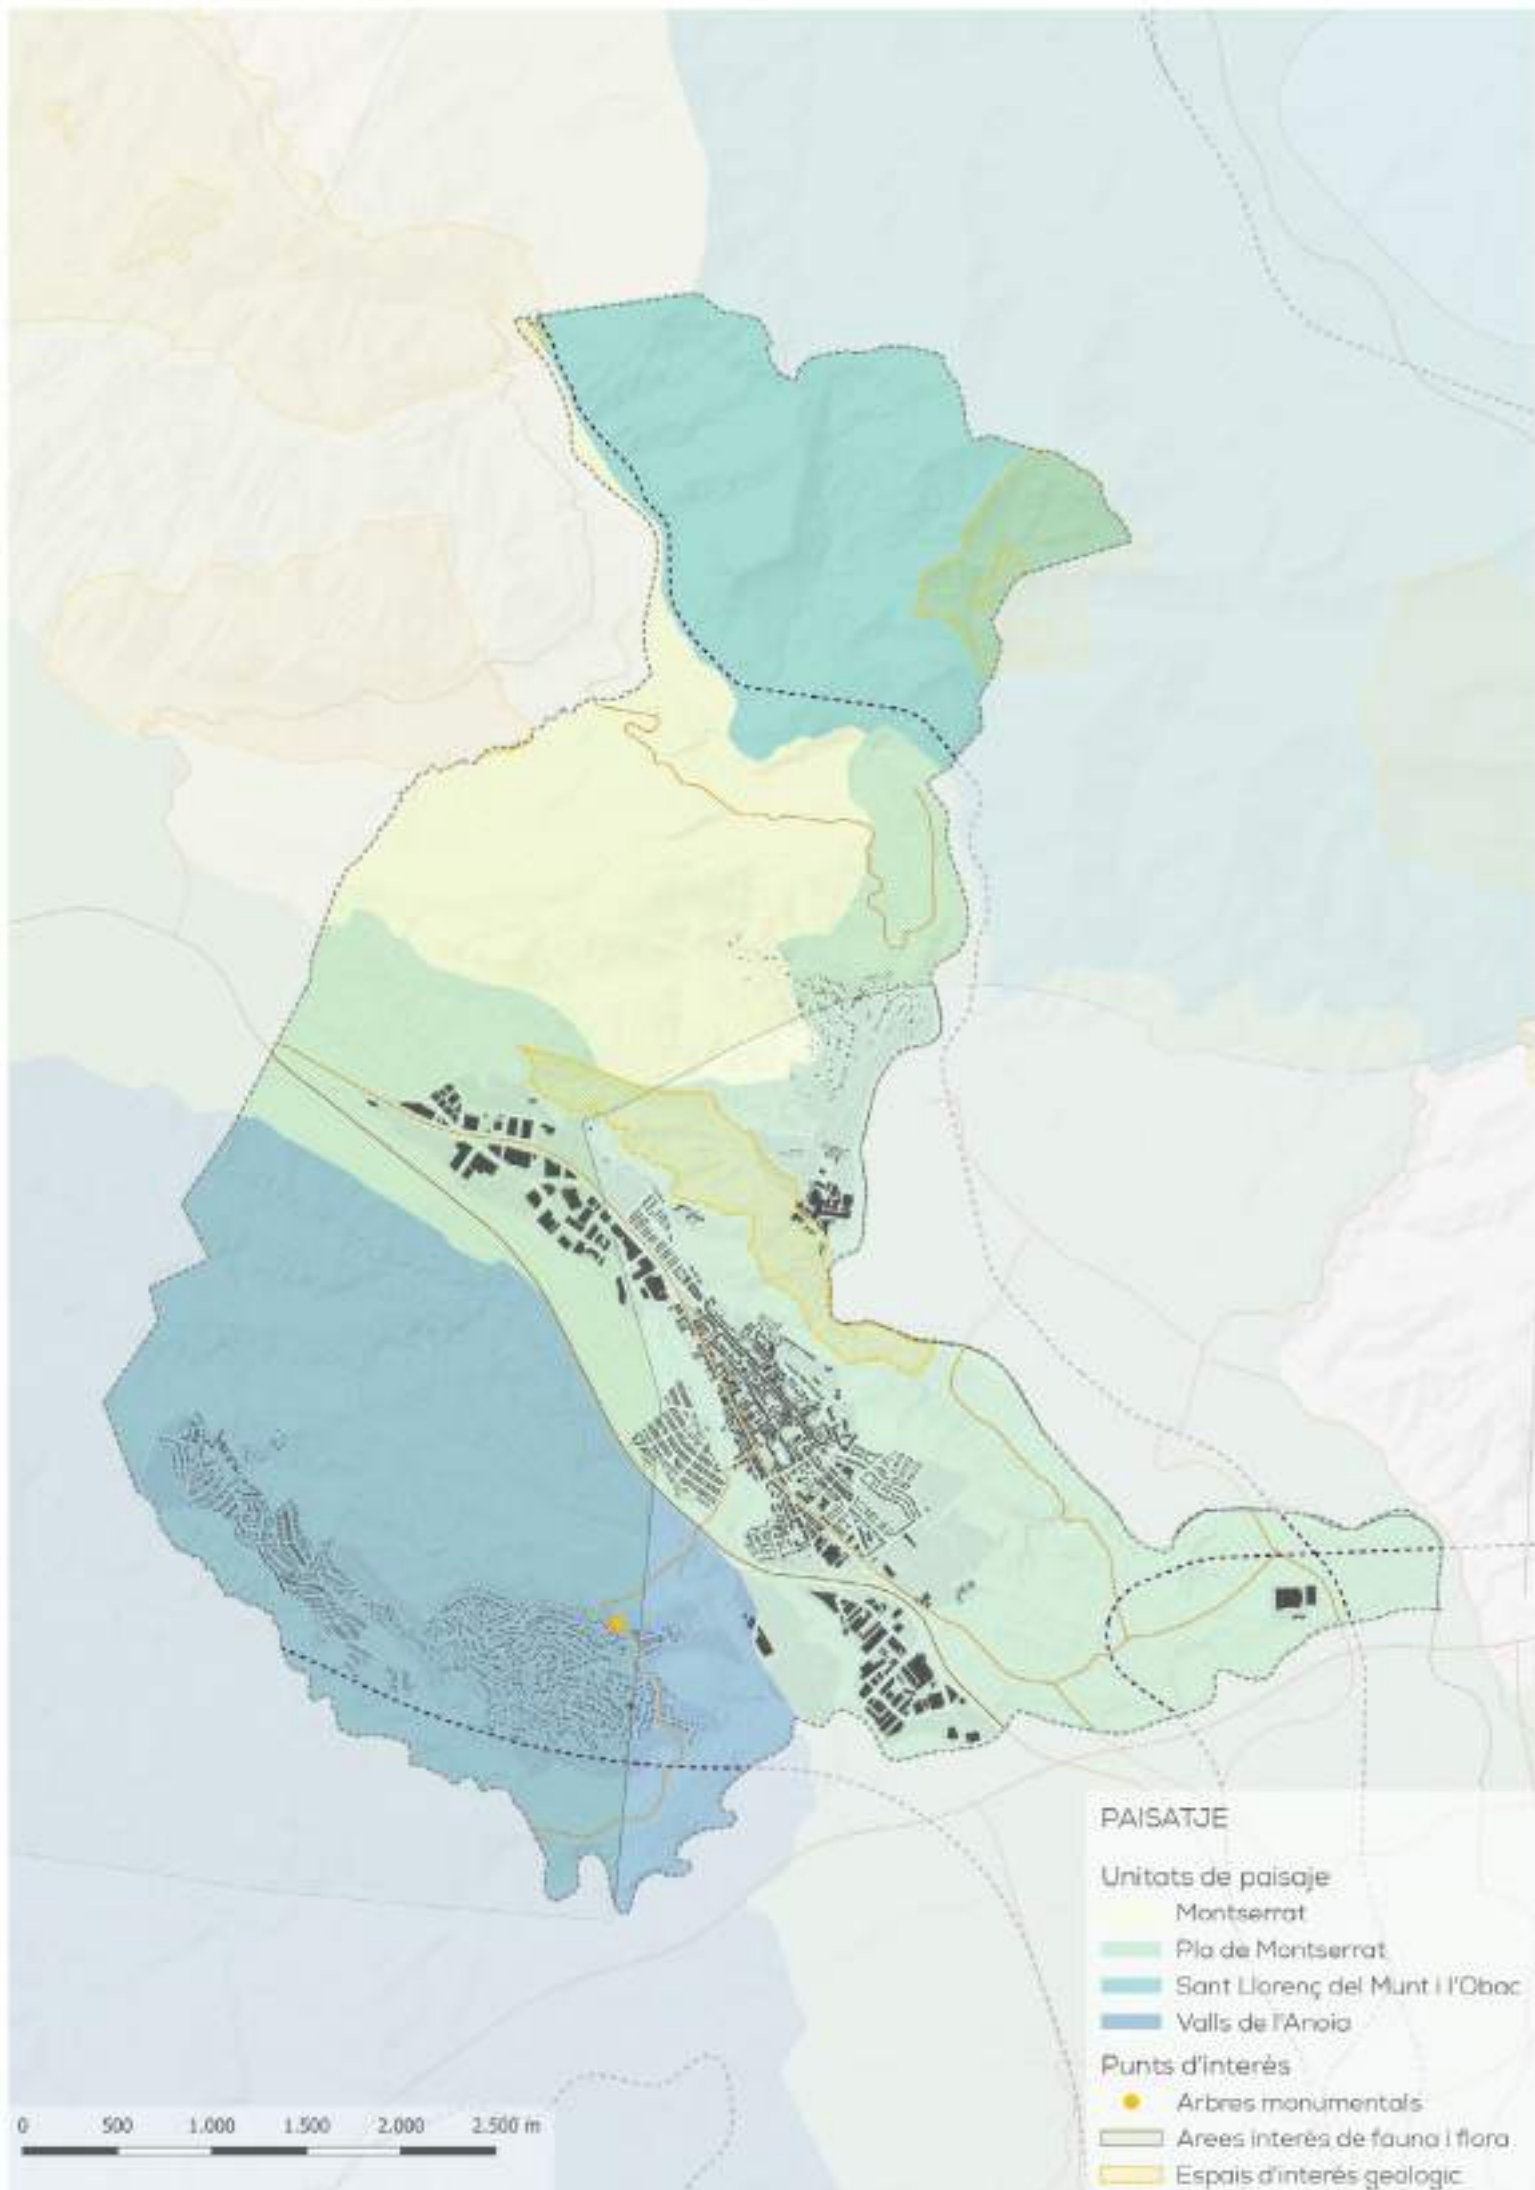 PAISATJE
Unitats de paisaje
Montserrat
Pla de Montserrat
Sant Llorenç del Munt i l'Obac
Valls de l'Anoia
Punts d'interès
Arbres monumentals
Arees interès de fauna i flora
Espais d'interès geologic
0 500 1.000 1.500 2.000 2.500 m